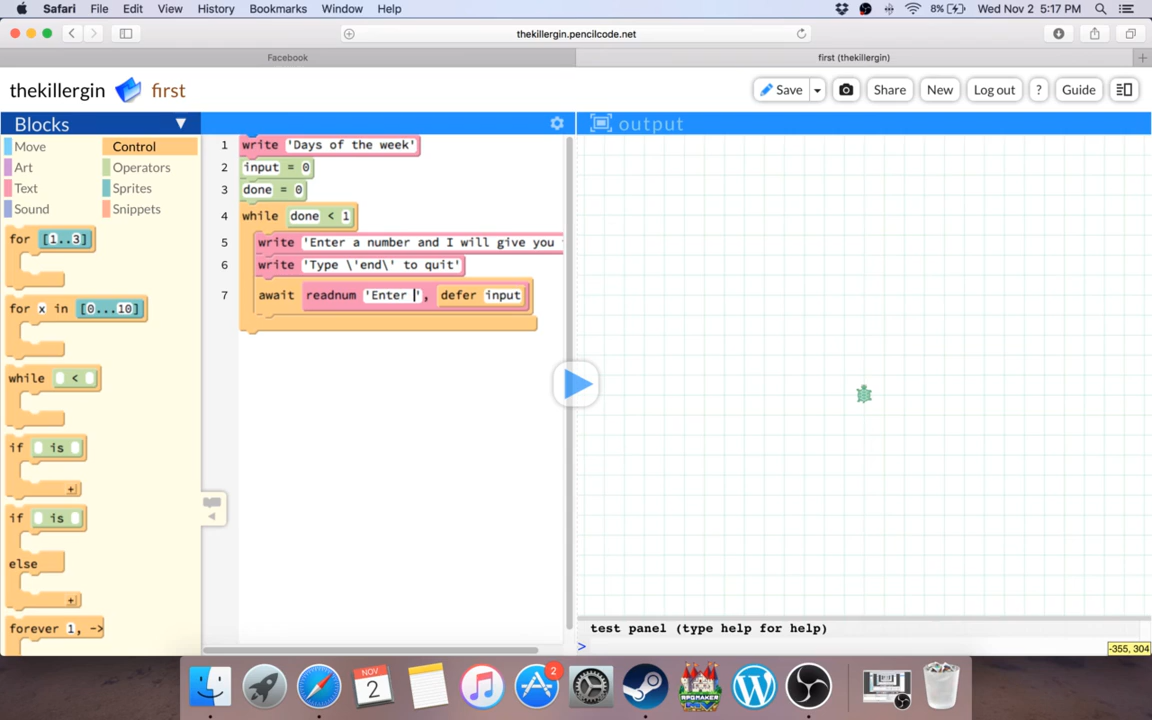 Safari File Edit View History Bookmarks Window Help 8% Wed Nov 2 5:17 PM
thekillergin.pencilcode.net
Facebook first (thekillergin)
thekillergin first Save Share New Log out ? Guide
Blocks
output
Move Control
Art Operators
Text Sprites
Sound Snippets
for [1..3]
for x in [0...10]
while <
if is
if is
else
forever 1, ->
1 write 'Days of the week'
2 input = 0
3 done = 0
4 while done < 1
5 write 'Enter a number and I will give you
6 write 'Type \'end\' to quit'
7 await readnum 'Enter ', defer input
test panel (type help for help)
>
-355, 304
NOV
2
2
RPGMAKER